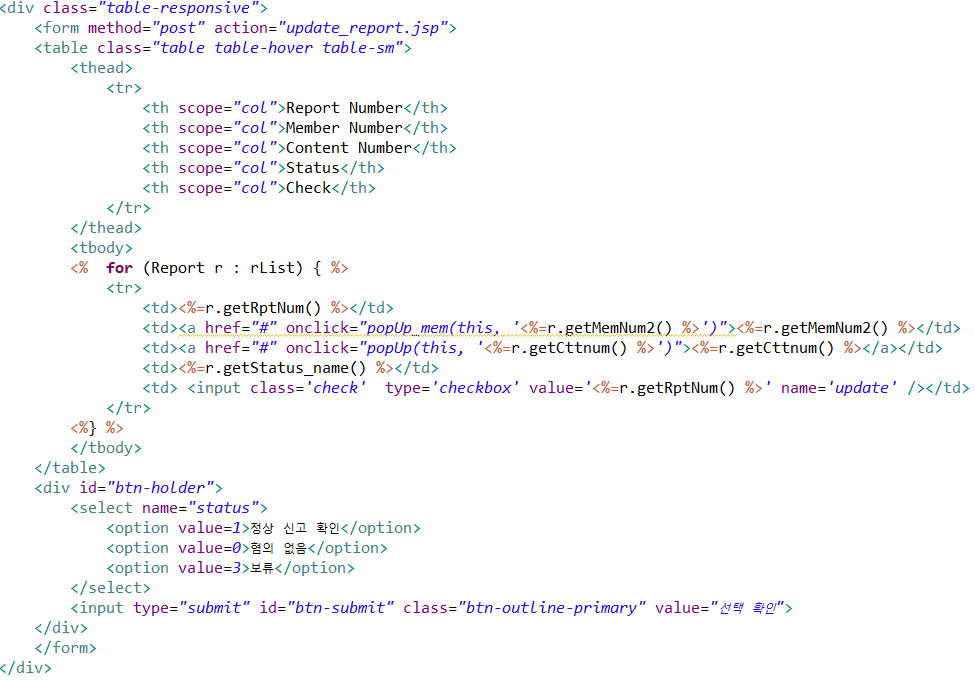 <div class="table-responsive">
<form method="post" action="update_report.jsp">
<table class="table table-hover table-sm">
<thead>
<tr>
<th scope="col">Report Number</th>
<th scope="col">Member Number</th>
<th scope="col">Content Number</th>
<th scope="col">Status</th>
<th scope="col">Check</th>
</tr>
</thead>
<tbody>
<% for (Report r : rList) { %>
<tr>
<td><%=r.getRptNum() %></td>
<td><a href="#" onclick="popUp_mem(this, '<%=r.getMemNum2() %>')"><%=r.getMemNum2() %></td>
<td><a href="#" onclick="popUp(this, '<%=r.getCttnum() %>')"><%=r.getCttnum() %></a></td>
<td><%=r.getStatus_name() %></td>
<td> <input class='check' type='checkbox' value='<%=r.getRptNum() %>' name='update' /></td>
</tr>
<%} %>
</tbody>
</table>
<div id="btn-holder">
<select name="status">
<option value=1>정상 신고 확인</option>
<option value=0>혐의 없음</option>
<option value=3>보류</option>
</select>
<input type="submit" id="btn-submit" class="btn-outline-primary" value="선택 확인">
</div>
</form>
</div>